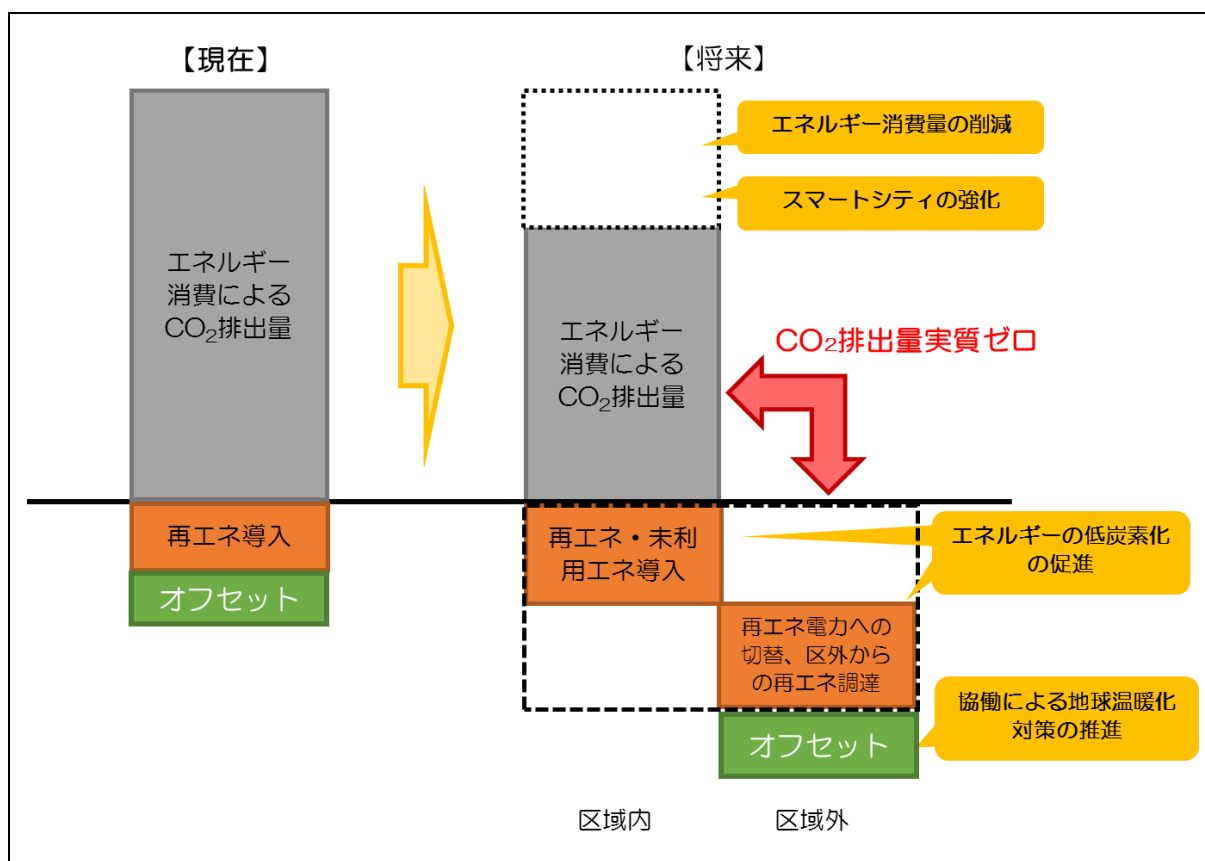 【現在】
【将来】
エネルギー消費量の削減
スマートシティの強化
エネルギー
消費による
CO₂排出量
エネルギー
消費による
CO₂排出量
CO₂排出量実質ゼロ
再エネ導入
オフセット
再エネ・未利
用エネ導入
エネルギーの低炭素化
の促進
再エネ電力への
切替、区外から
の再エネ調達
オフセット
協働による地球温暖化
対策の推進
区域内
区域外